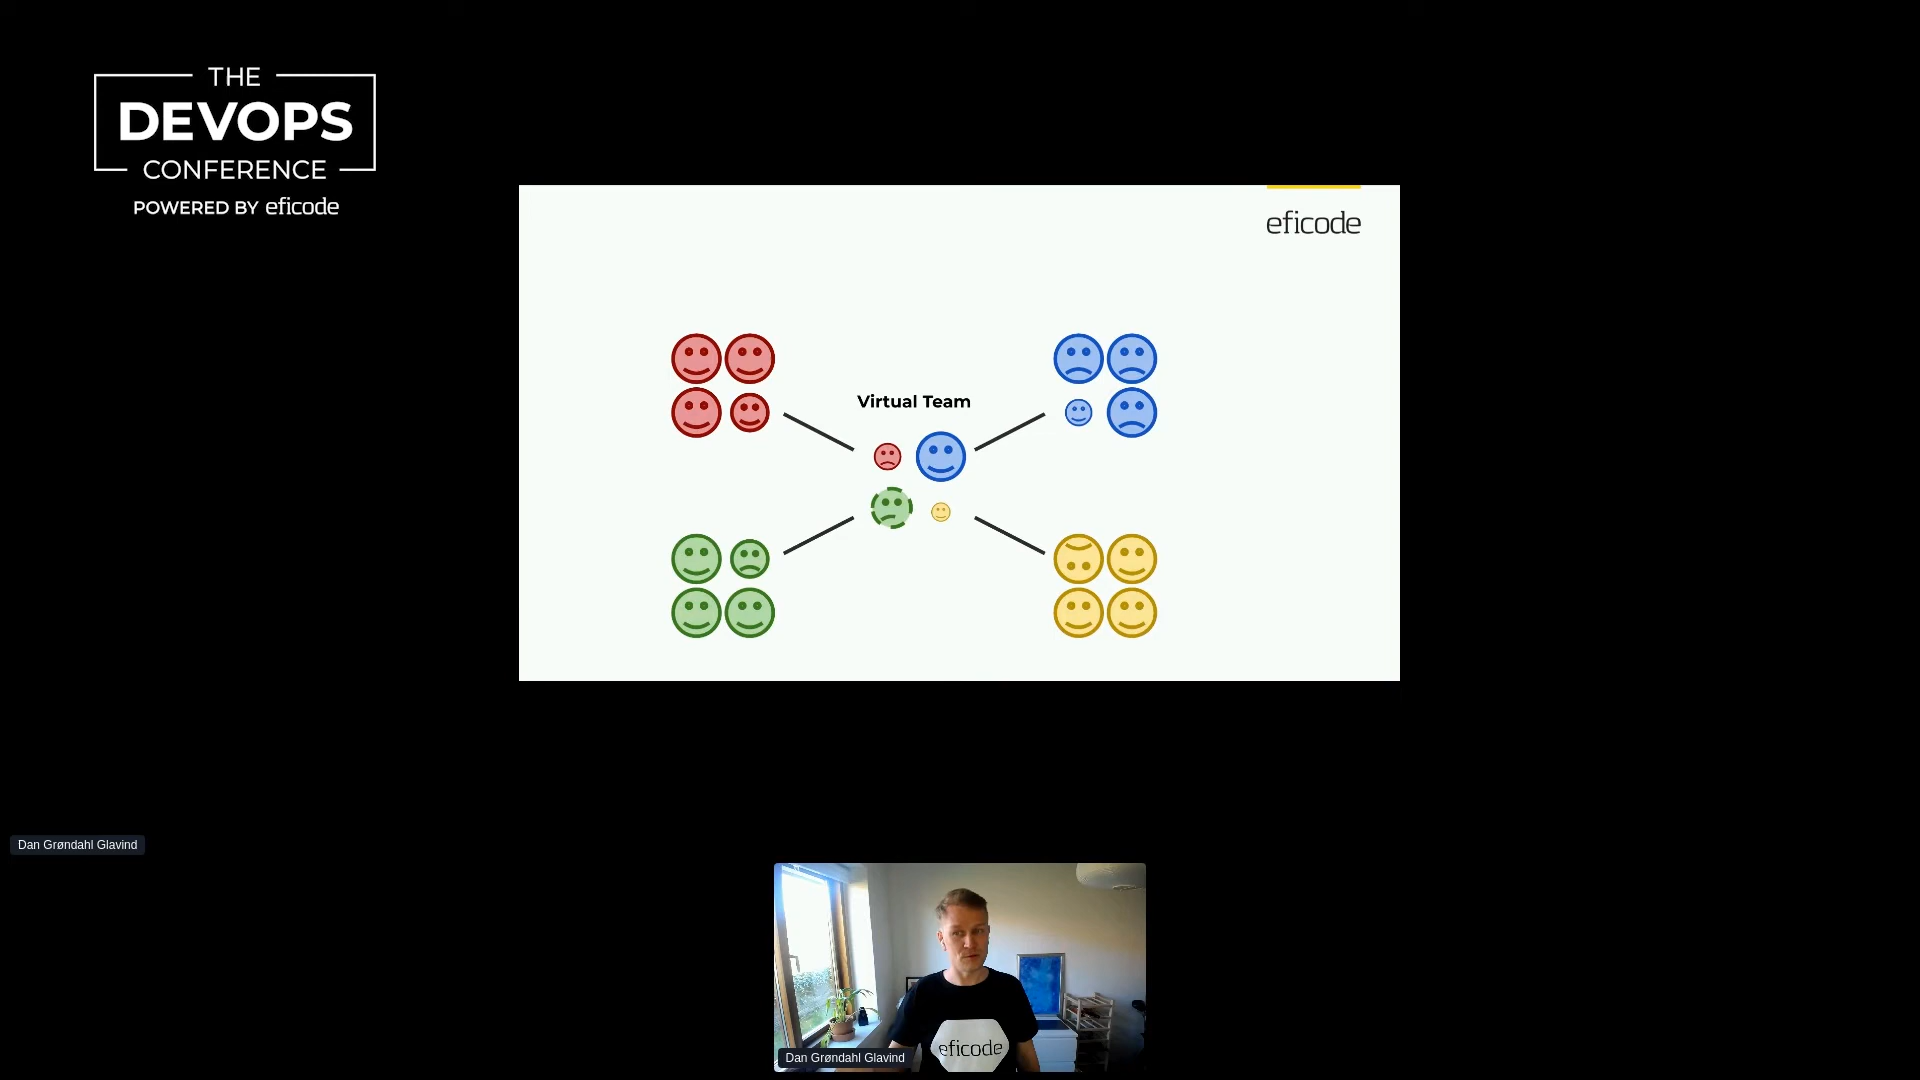 THE
DEVOPS
CONFERENCE
POWERED BY eficode
eficode
Virtual Team
Dan Grøndahl Glavind
Dan Grøndahl Glavind
eficode